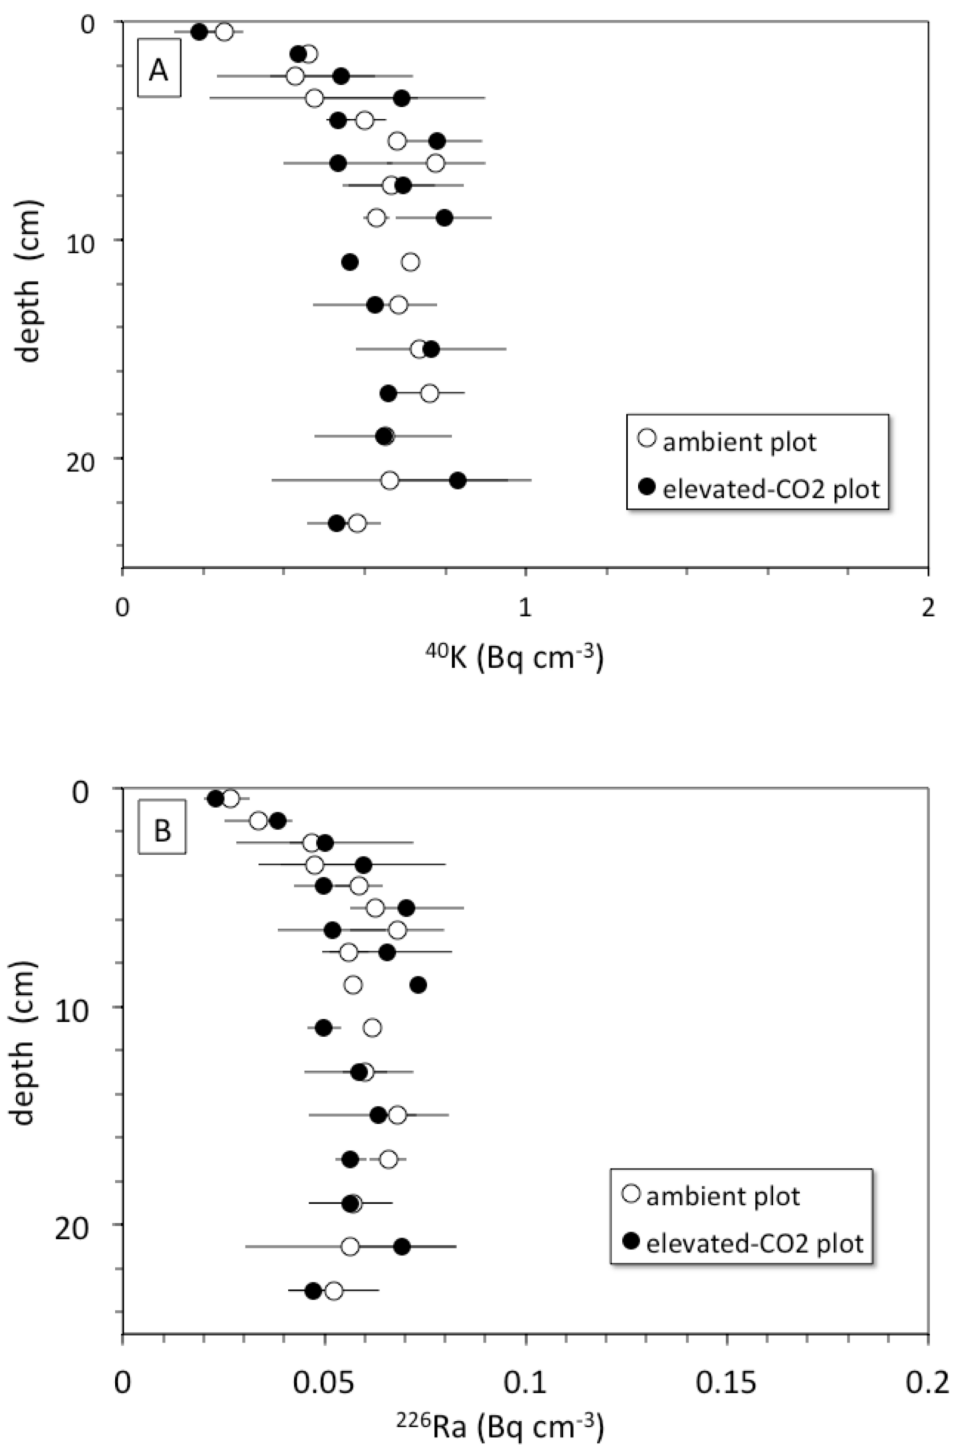 0
A
10
depth (cm)
20
ambient plot
elevated-CO2 plot
0 1 2
⁴⁰K (Bq cm⁻³)
0
B
10
depth (cm)
20
ambient plot
elevated-CO2 plot
0 0.05 0.1 0.15 0.2
²²⁶Ra (Bq cm⁻³)